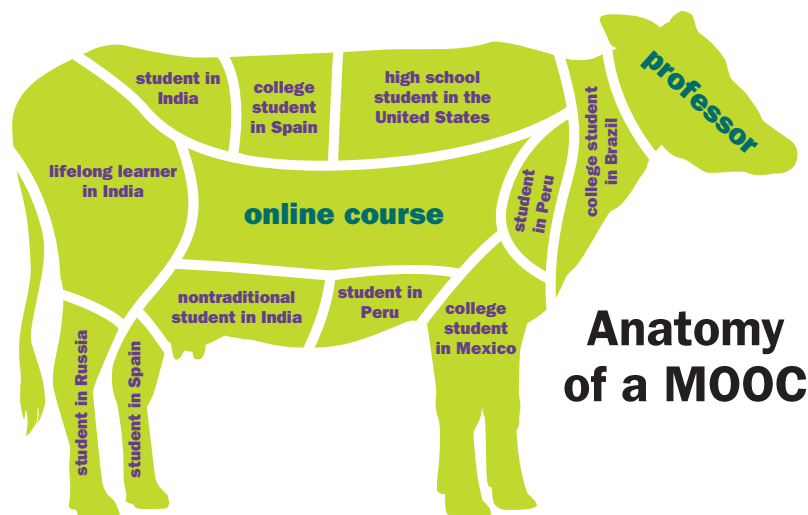 student in
India
college
student
in Spain
high school
student in the
United States
professor
college student
in Brazil
lifelong learner
in India
online course
student
in Peru
nontraditional
student in India
student in
Peru
college
student
in Mexico
student in Russia
student in Spain
Anatomy
of a MOOC